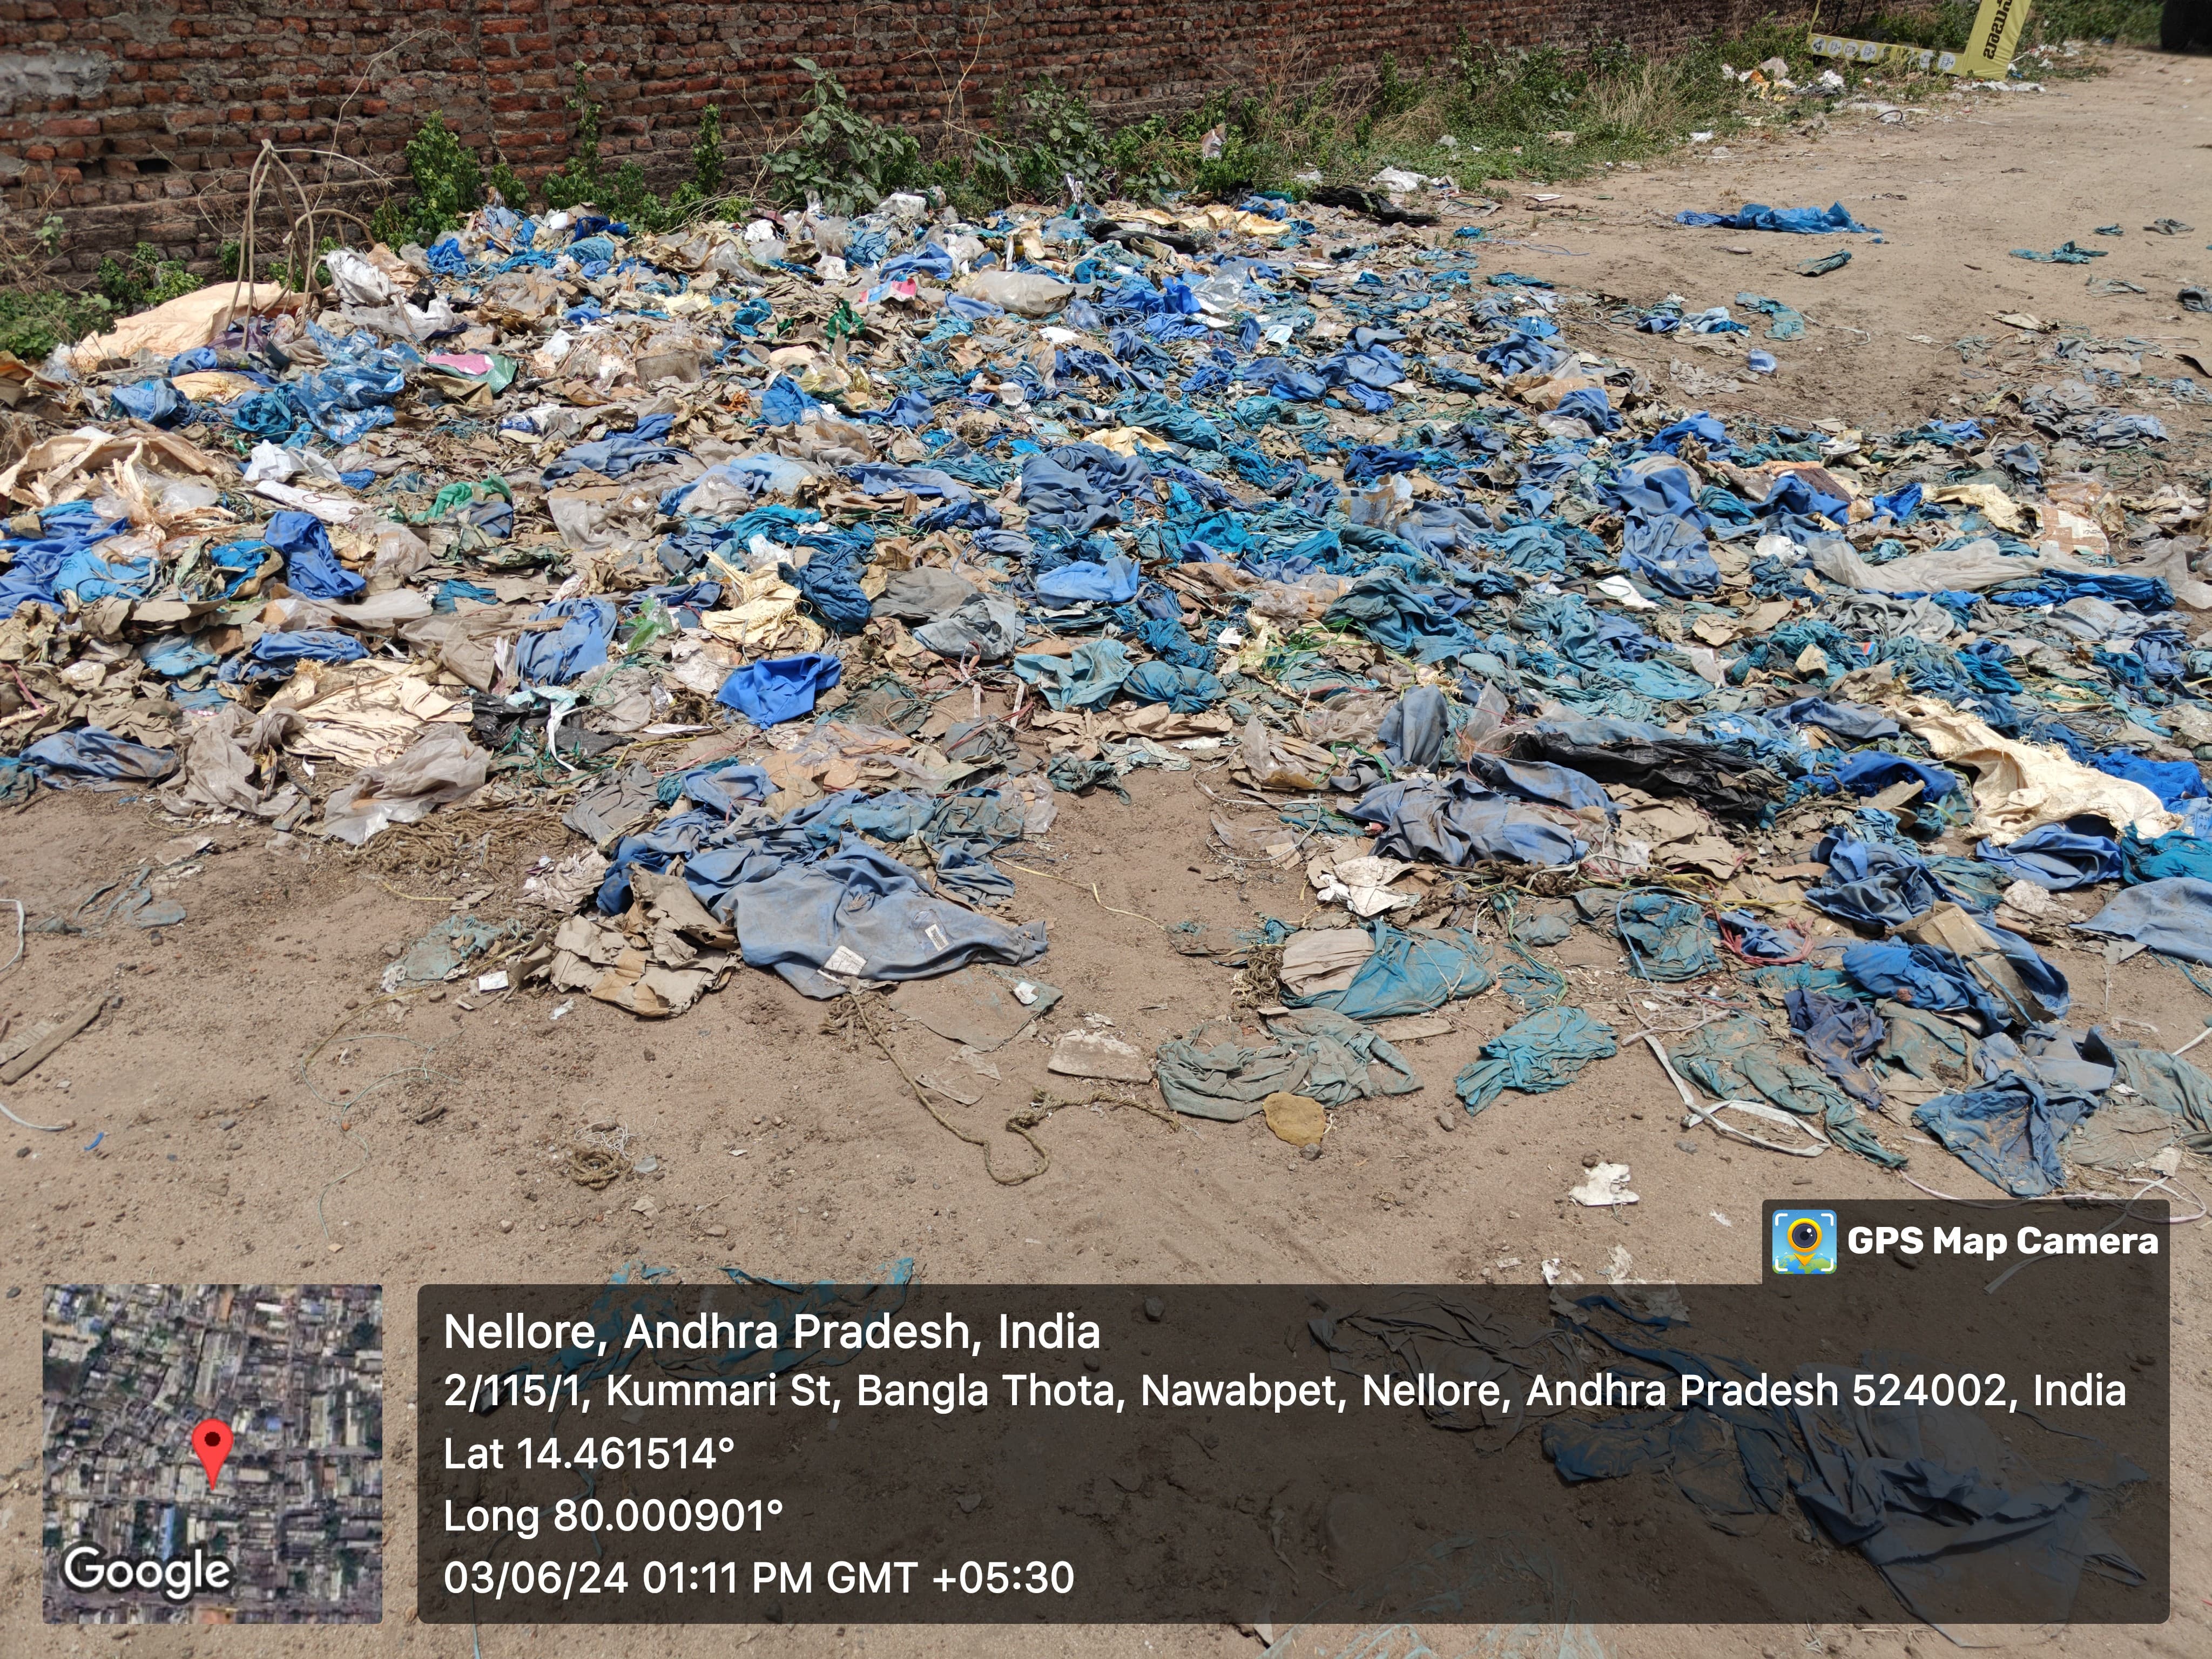 GPS Map Camera
Nellore, Andhra Pradesh, India
2/115/1, Kummari St, Bangla Thota, Nawabpet, Nellore, Andhra Pradesh 524002, India
Lat 14.461514°
Long 80.000901°
03/06/24 01:11 PM GMT +05:30
Google